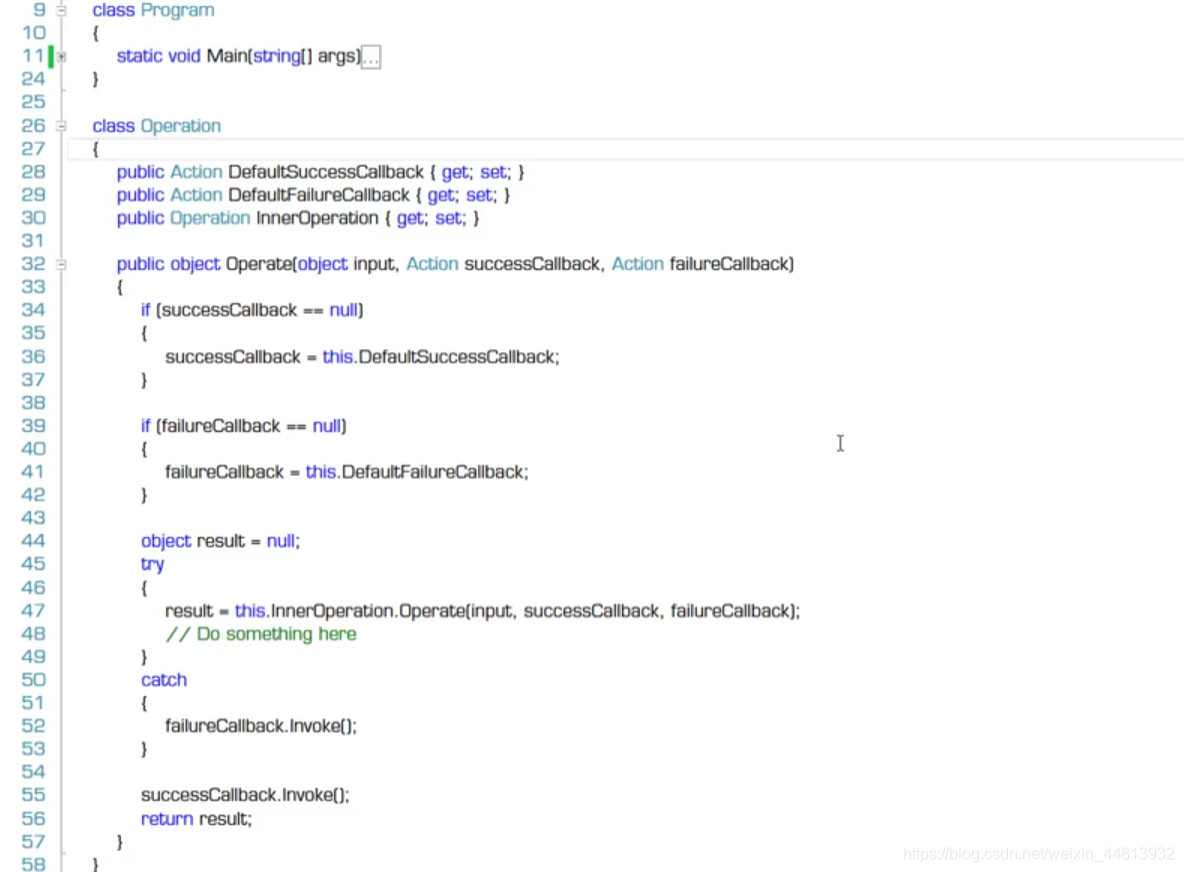 9 class Program
10 {
11 static void Main(string[] args)...
24 }
25
26 class Operation
27 {
28 public Action DefaultSuccessCallback { get; set; }
29 public Action DefaultFailureCallback { get; set; }
30 public Operation InnerOperation { get; set; }
31
32 public object Operate(object input, Action successCallback, Action failureCallback)
33 {
34 if (successCallback == null)
35 {
36 successCallback = this.DefaultSuccessCallback;
37 }
38
39 if (failureCallback == null)
40 {
41 failureCallback = this.DefaultFailureCallback;
42 }
43
44 object result = null;
45 try
46 {
47 result = this.InnerOperation.Operate(input, successCallback, failureCallback);
48 // Do something here
49 }
50 catch
51 {
52 failureCallback.Invoke();
53 }
54
55 successCallback.Invoke();
56 return result;
57 }
58 }
https://blog.csdn.net/weixin_44813932